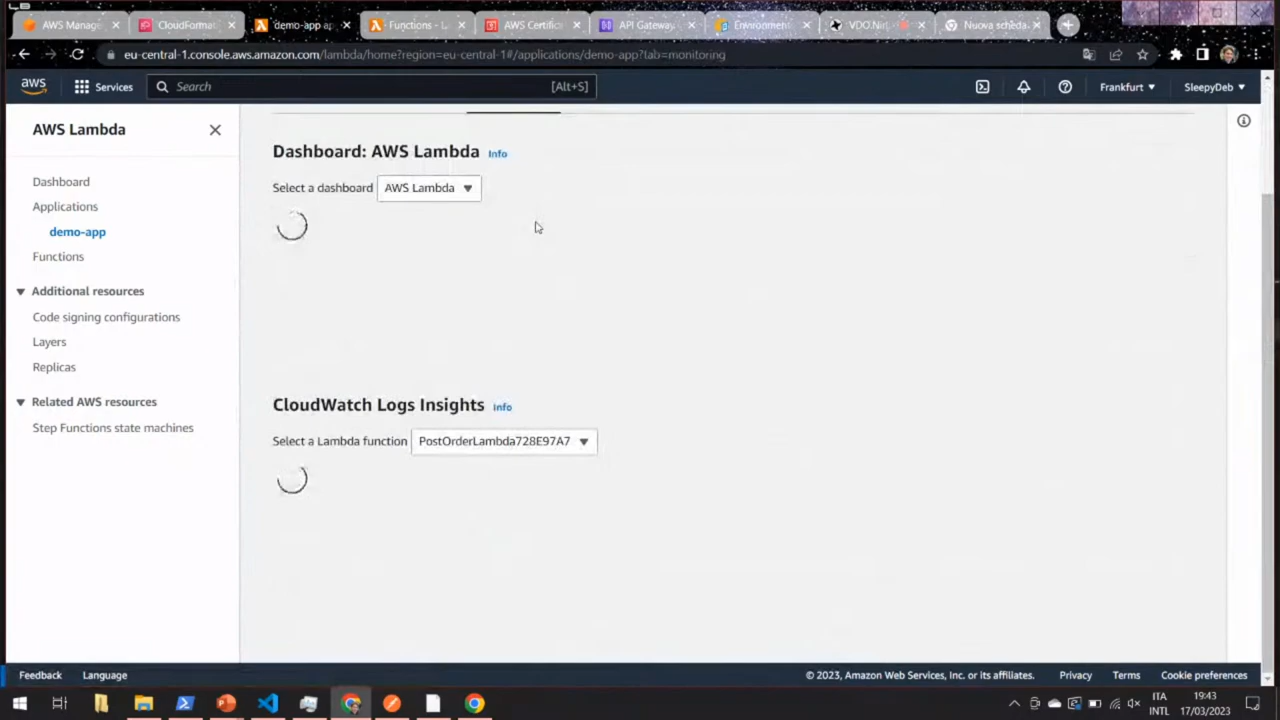 AWS Manag
CloudFormat
demo-app ap
Functions - L
AWS Certific
API Gateway
Environment
VDO.Nin
Nuova scheda
eu-central-1.console.aws.amazon.com/lambda/home?region=eu-central-1#/applications/demo-app?tab=monitoring
aws
Services
Search
[Alt+S]
Frankfurt
SleepyDeb
AWS Lambda
Dashboard
Applications
demo-app
Functions
Additional resources
Code signing configurations
Layers
Replicas
Related AWS resources
Step Functions state machines
Dashboard: AWS Lambda Info
Select a dashboard AWS Lambda
CloudWatch Logs Insights Info
Select a Lambda function PostOrderLambda728E97A7
Feedback
Language
© 2023, Amazon Web Services, Inc. or its affiliates.
Privacy
Terms
Cookie preferences
ITA
INTL
19:43
17/03/2023